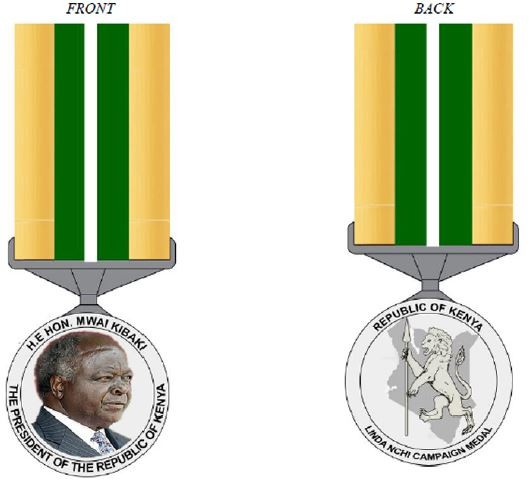 FRONT
BACK
H.E HON. MWAI KIBAKI
THE PRESIDENT OF THE REPUBLIC OF KENYA
REPUBLIC OF KENYA
LINDA NCHI CAMPAIGN MEDAL